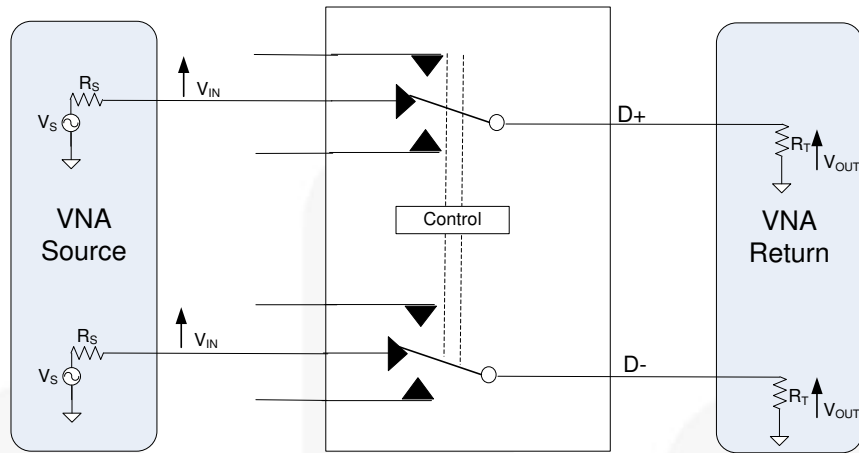 R_S
V_IN
V_S
D+
R_T
V_OUT
Control
VNA
Source
VNA
Return
R_S
V_IN
V_S
D-
R_T
V_OUT